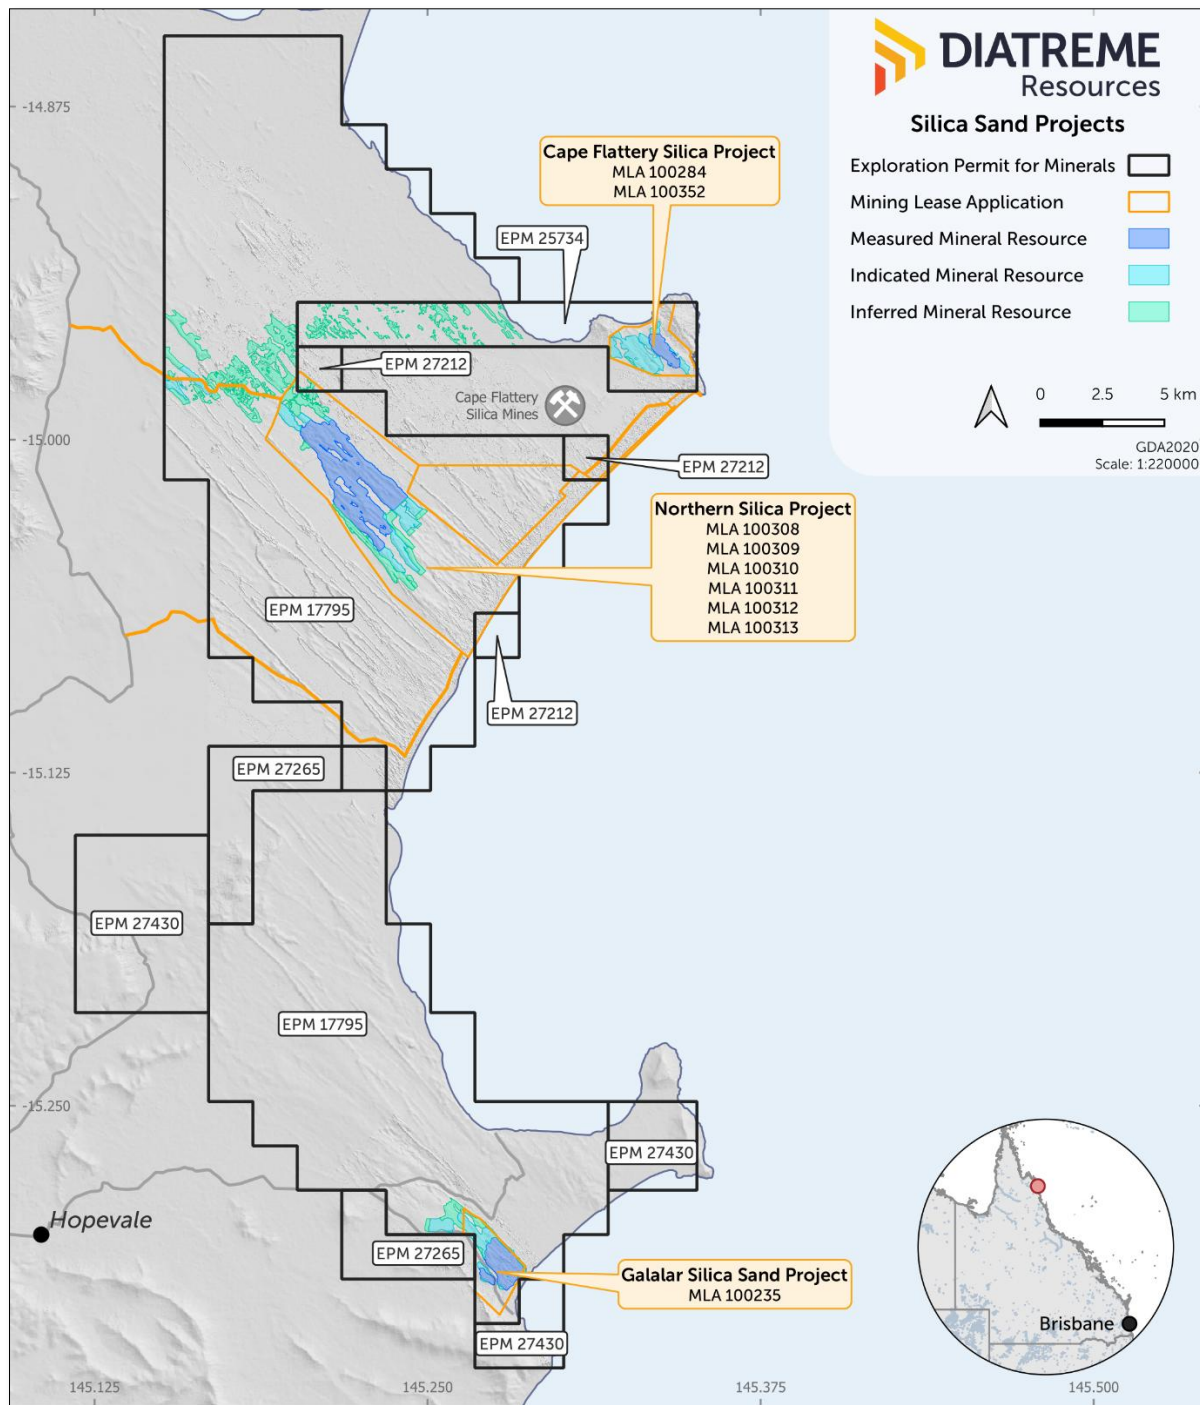 DIATREME
Resources
Silica Sand Projects
Exploration Permit for Minerals
Mining Lease Application
Measured Mineral Resource
Indicated Mineral Resource
Inferred Mineral Resource
0 2.5 5 km
GDA2020
Scale: 1:220000
-14.875
Cape Flattery Silica Project
MLA 100284
MLA 100352
EPM 25734
EPM 27212
Cape Flattery
Silica Mines
-15.000
EPM 27212
Northern Silica Project
MLA 100308
MLA 100309
MLA 100310
MLA 100311
MLA 100312
MLA 100313
EPM 17795
EPM 27212
EPM 27265
-15.125
EPM 27430
EPM 17795
-15.250
EPM 27430
Hopevale
EPM 27265
Galalar Silica Sand Project
MLA 100235
EPM 27430
Brisbane
145.125
145.250
145.375
145.500